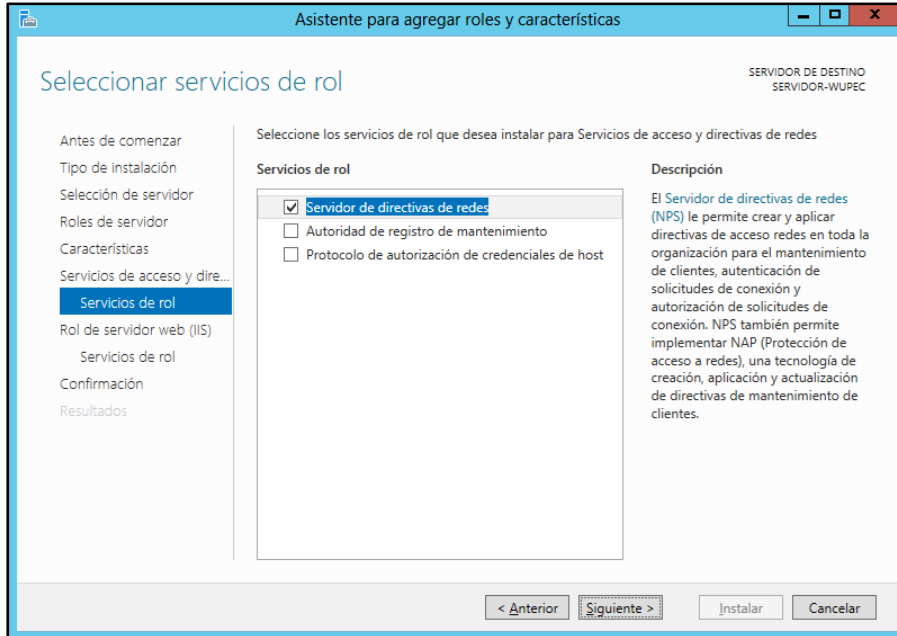 Asistente para agregar roles y características
Seleccionar servicios de rol
SERVIDOR DE DESTINO
SERVIDOR-WUPEC
Antes de comenzar
Tipo de instalación
Selección de servidor
Roles de servidor
Características
Servicios de acceso y dire...
Servicios de rol
Rol de servidor web (IIS)
Servicios de rol
Confirmación
Resultados
Seleccione los servicios de rol que desea instalar para Servicios de acceso y directivas de redes
Servicios de rol
Servidor de directivas de redes
Autoridad de registro de mantenimiento
Protocolo de autorización de credenciales de host
Descripción
El Servidor de directivas de redes
(NPS) le permite crear y aplicar
directivas de acceso redes en toda la
organización para el mantenimiento
de clientes, autenticación de
solicitudes de conexión y
autorización de solicitudes de
conexión. NPS también permite
implementar NAP (Protección de
acceso a redes), una tecnología de
creación, aplicación y actualización
de directivas de mantenimiento de
clientes.
< Anterior
Siguiente >
Instalar
Cancelar